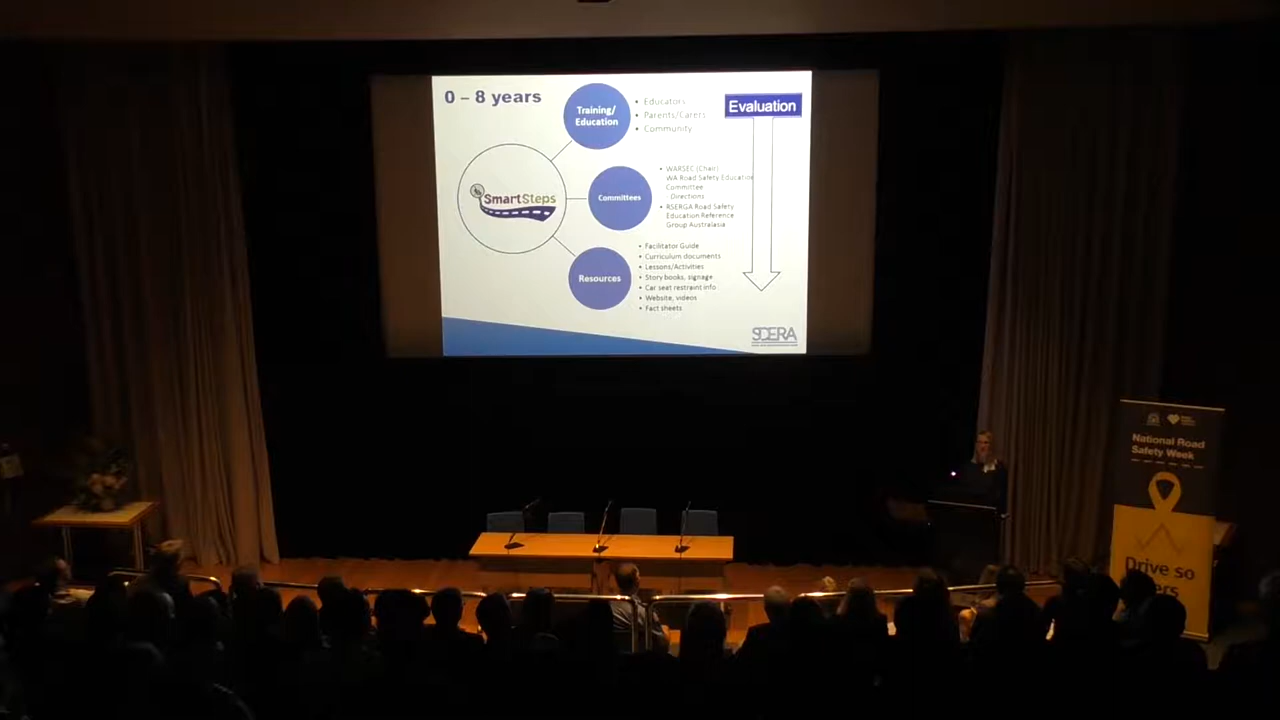 0 – 8 years
Training/
Education
• Educators
• Parents/Carers
• Community
Evaluation
SmartSteps
Committees
• WARSEC (Chair)
WA Road Safety Education
Committee
- Directions
• RSERGA Road Safety
Education Reference
Group Australasia
Resources
• Facilitator Guide
• Curriculum documents
• Lessons/Activities
• Story books, signage
• Car seat restraint info
• Website, videos
• Fact sheets
SDERA
National Road
Safety Week
Drive so